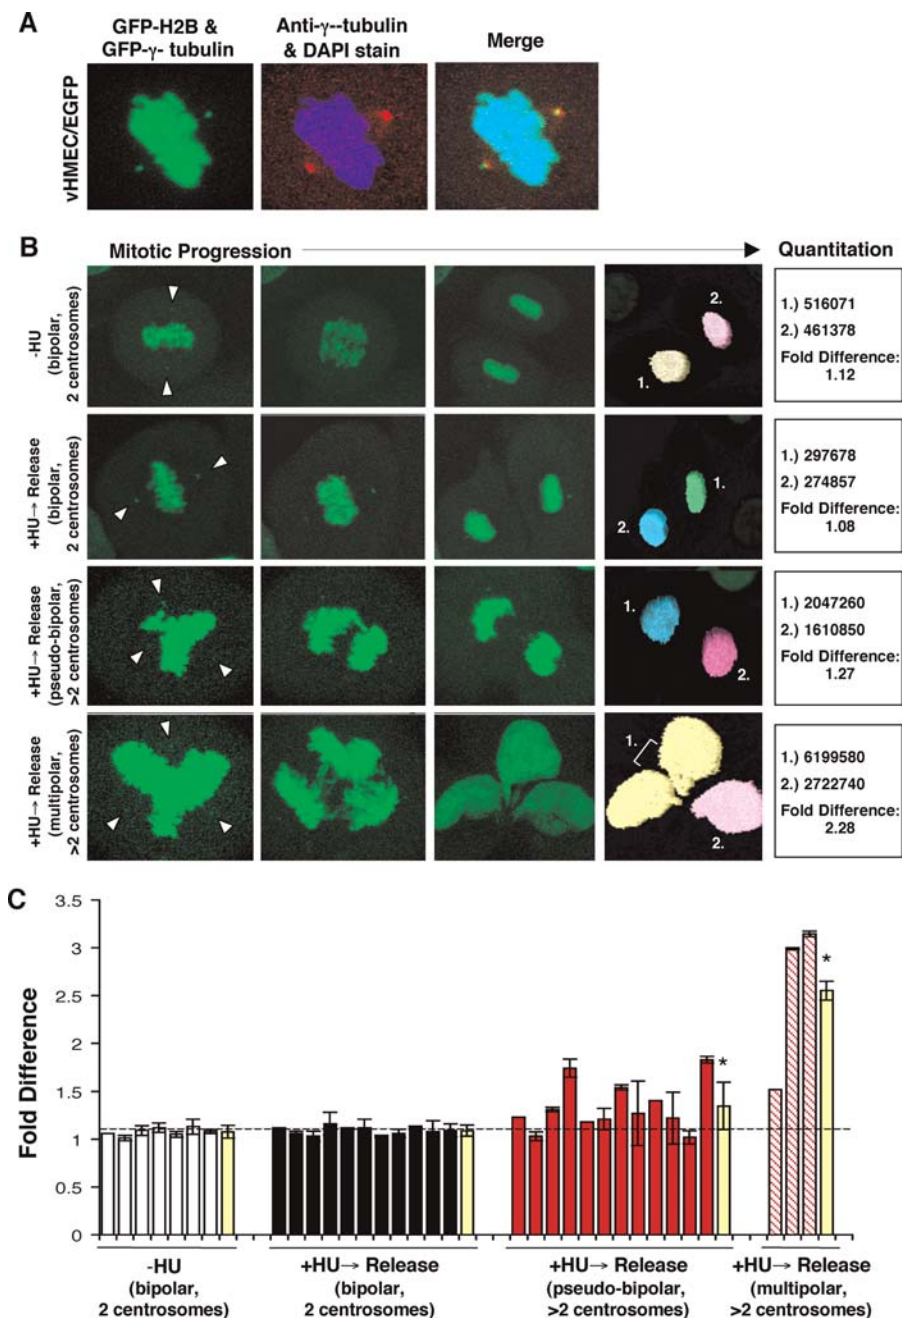 A
GFP-H2B &
GFP-γ- tubulin
Anti-γ--tubulin
& DAPI stain
Merge
vHMEC/EGFP
B
Mitotic Progression
Quantitation
-HU
(bipolar,
2 centrosomes)
1.
2.
1.) 516071
2.) 461378
Fold Difference:
1.12
+HU→ Release
(bipolar,
2 centrosomes)
1.
2.
1.) 297678
2.) 274857
Fold Difference:
1.08
+HU→ Release
(pseudo-bipolar,
>2 centrosomes)
1.
2.
1.) 2047260
2.) 1610850
Fold Difference:
1.27
+HU→ Release
(multipolar,
>2 centrosomes)
1.
2.
1.) 6199580
2.) 2722740
Fold Difference:
2.28
C
Fold Difference
3.5
3
2.5
2
1.5
1
0.5
0
*
*
-HU
(bipolar,
2 centrosomes)
+HU→ Release
(bipolar,
2 centrosomes)
+HU→ Release
(pseudo-bipolar,
>2 centrosomes)
+HU→ Release
(multipolar,
>2 centrosomes)